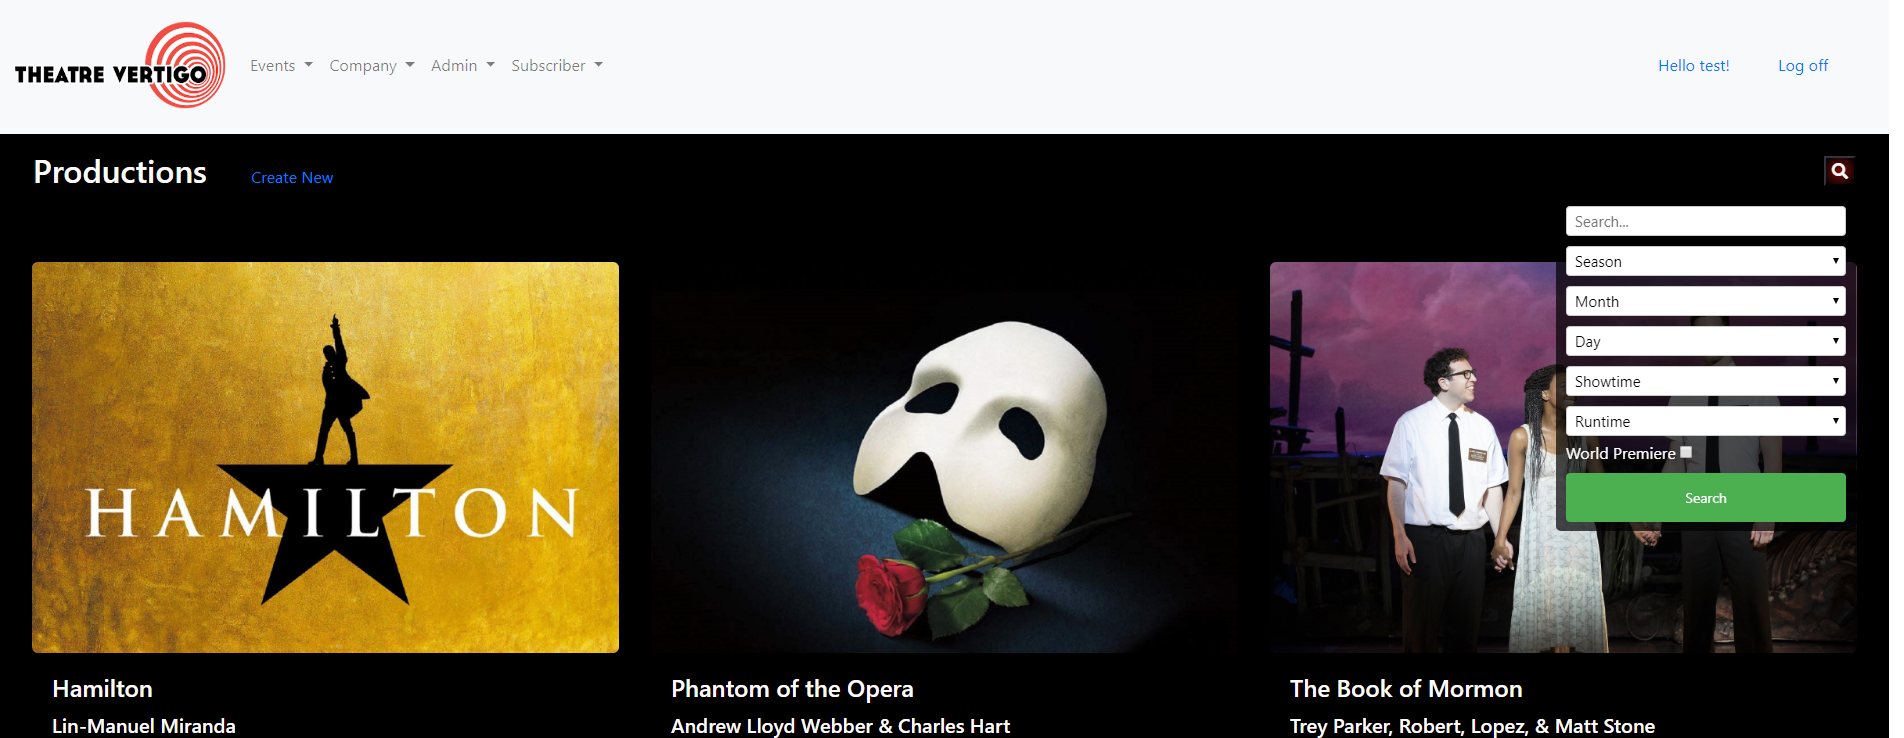 THEATRE VERTIGO
Events Company Admin Subscriber Hello test! Log off
Productions Create New
Search...
Season
Month
Day
Showtime
Runtime
World Premiere
Search
HAMILTON
Hamilton
Lin-Manuel Miranda
Phantom of the Opera
Andrew Lloyd Webber & Charles Hart
The Book of Mormon
Trey Parker, Robert, Lopez, & Matt Stone